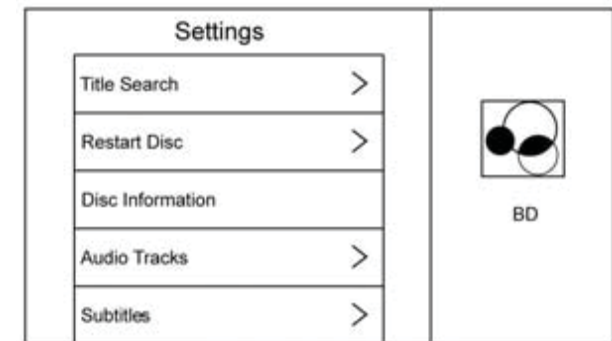 Settings
Title Search
Restart Disc
Disc Information
Audio Tracks
Subtitles
BD